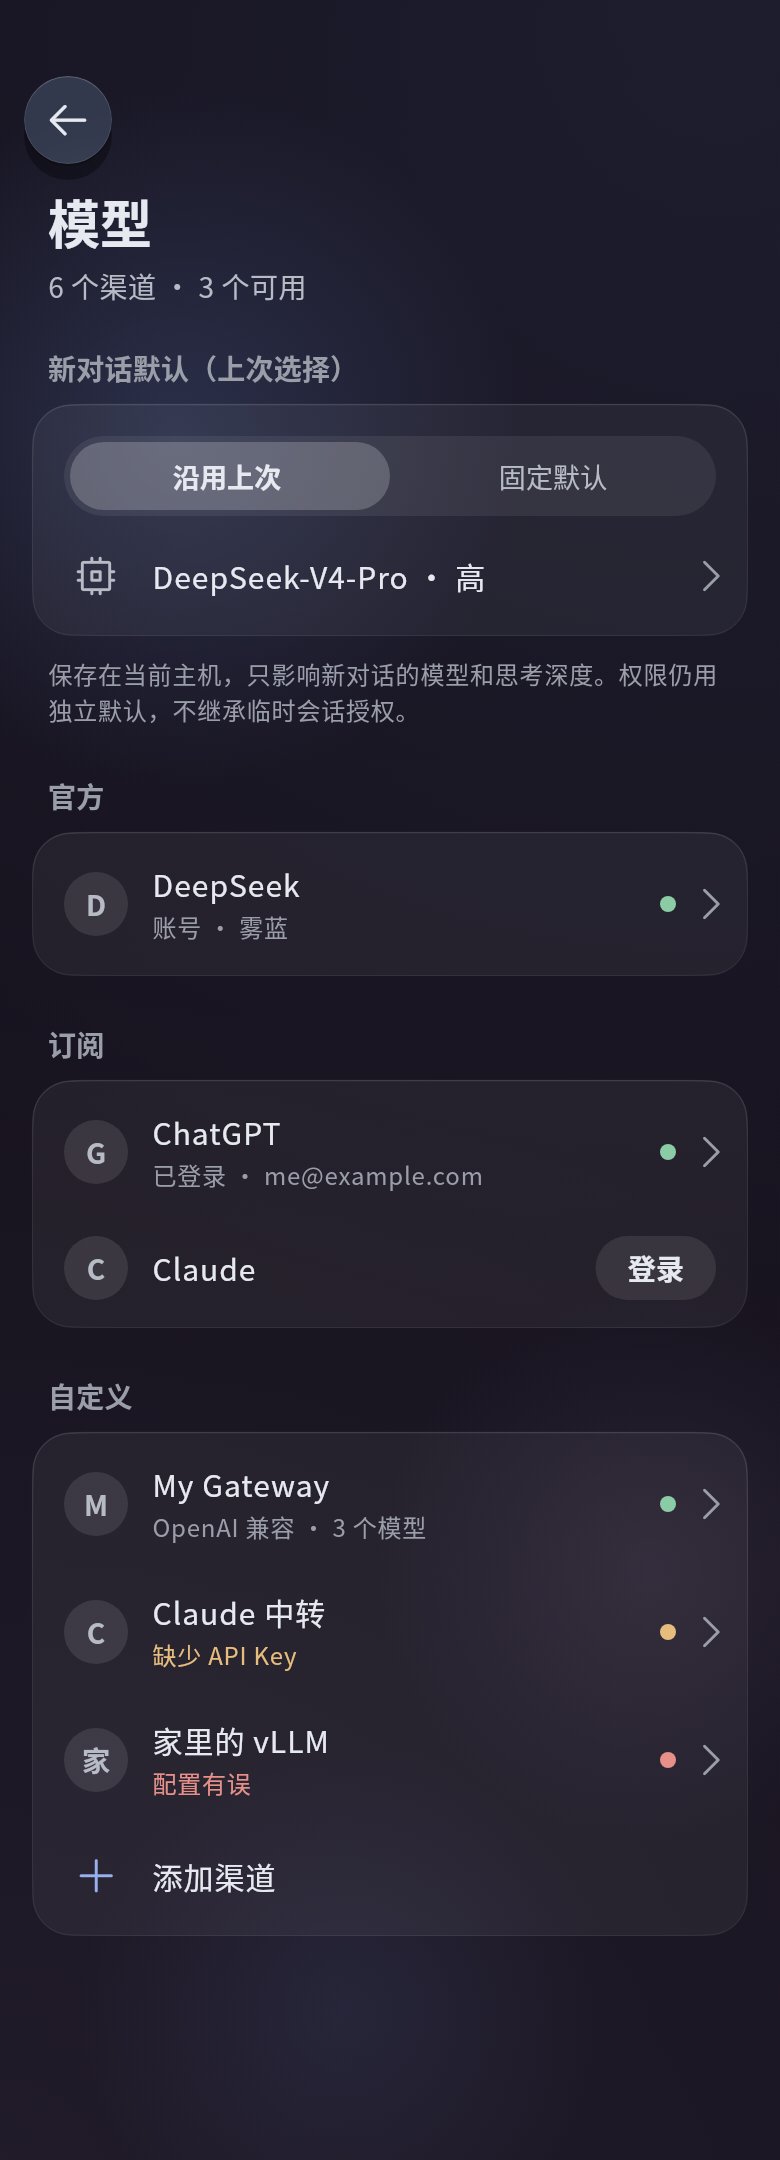 模型
6 个渠道 · 3 个可用
新对话默认（上次选择）
沿用上次
固定默认
DeepSeek-V4-Pro · 高
保存在当前主机，只影响新对话的模型和思考深度。权限仍用
独立默认，不继承临时会话授权。
官方
D
DeepSeek
账号 · 雾蓝
订阅
G
ChatGPT
已登录 · me@example.com
C
Claude
登录
自定义
M
My Gateway
OpenAI 兼容 · 3 个模型
C
Claude 中转
缺少 API Key
家
家里的 vLLM
配置有误
添加渠道